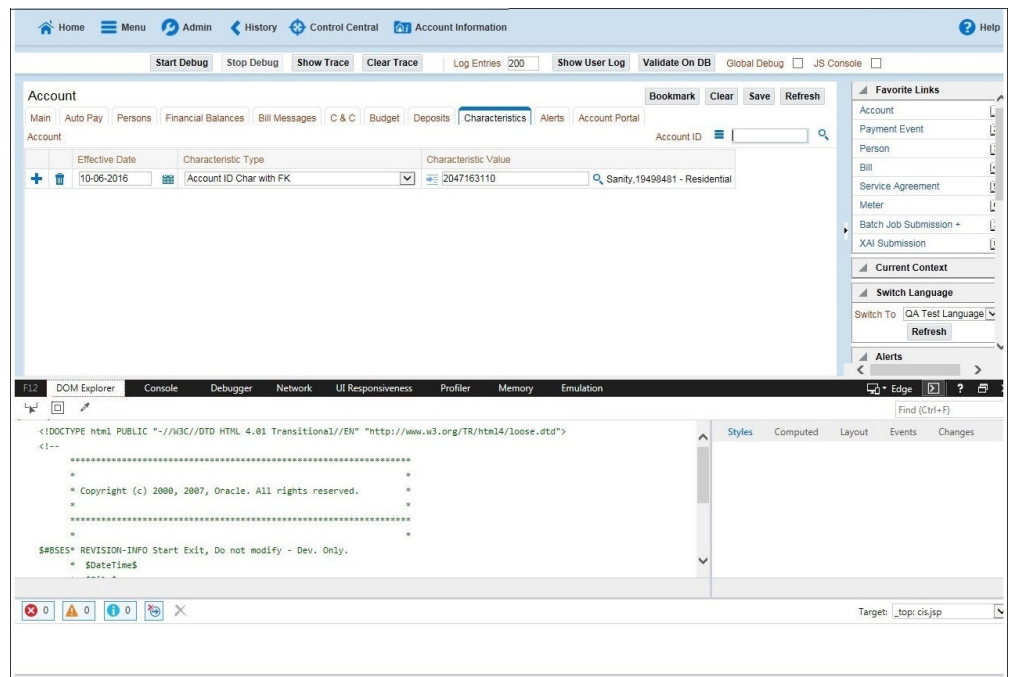 Home Menu Admin History Control Central Account Information Help
Start Debug Stop Debug Show Trace Clear Trace Log Entries 200 Show User Log Validate On DB Global Debug JS Console
Account Bookmark Clear Save Refresh
Main Auto Pay Persons Financial Balances Bill Messages C & C Budget Deposits Characteristics Alerts Account Portal
Account Account ID
Effective Date Characteristic Type Characteristic Value
10-06-2016 Account ID Char with FK 2047163110 Sanity,19498481 - Residential
Favorite Links
Account
Payment Event
Person
Bill
Service Agreement
Meter
Batch Job Submission +
XAI Submission
Current Context
Switch Language
Switch To QA Test Language
Refresh
Alerts
F12 DOM Explorer Console Debugger Network UI Responsiveness Profiler Memory Emulation Edge ?
Find (Ctrl+F)
Styles Computed Layout Events Changes
<!DOCTYPE html PUBLIC "-//W3C//DTD HTML 4.01 Transitional//EN" "http://www.w3.org/TR/html4/loose.dtd">
<!--
* Copyright (c) 2000, 2007, Oracle. All rights reserved. *
$#BSES* REVISION-INFO Start Exit, Do not modify - Dev. Only.
* $DateTime$
0 0 0 Target: _top: cis.jsp